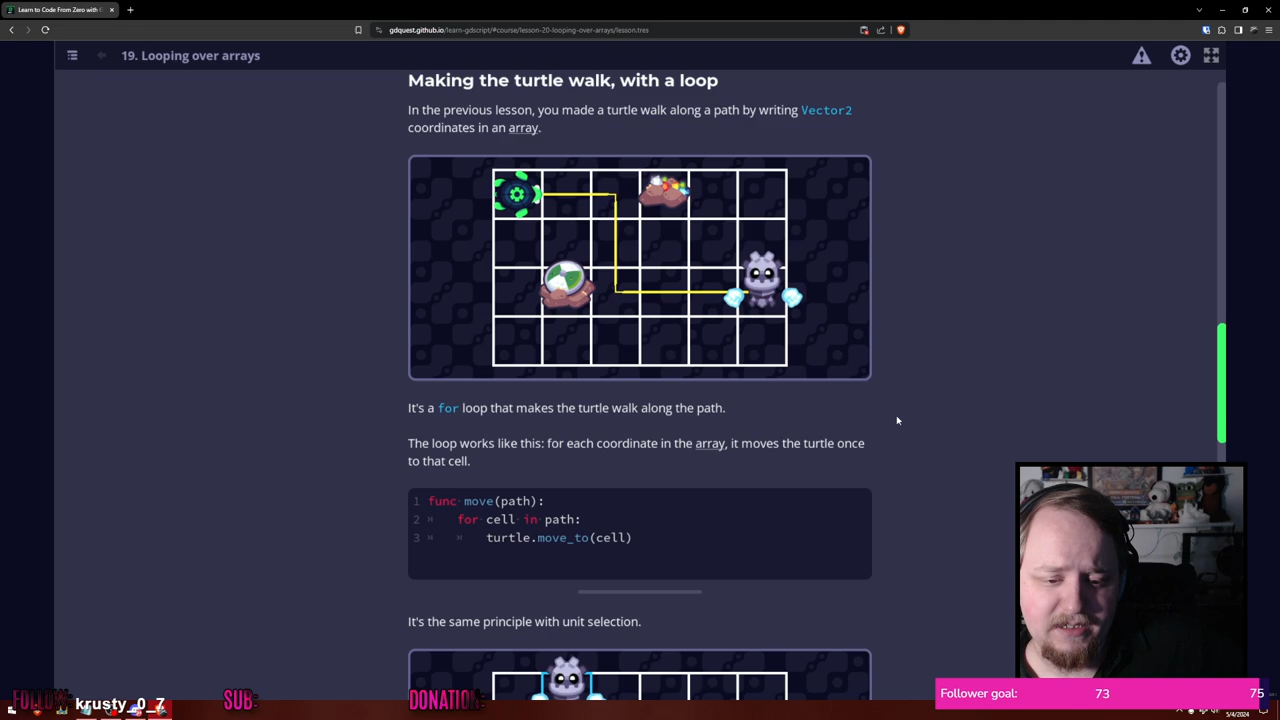 Learn to Code From Zero with G
gdquest.github.io/learn-gdscript/#course/lesson-20-looping-over-arrays/lesson.tres
19. Looping over arrays
Making the turtle walk, with a loop
In the previous lesson, you made a turtle walk along a path by writing Vector2
coordinates in an array.
It's a for loop that makes the turtle walk along the path.
The loop works like this: for each coordinate in the array, it moves the turtle once
to that cell.
1 func move(path):
2 for cell in path:
3 turtle.move_to(cell)
It's the same principle with unit selection.
FOLLOW: krusty_0_7
SUB:
DONATION:
Follower goal: 73 75
5/4/2024